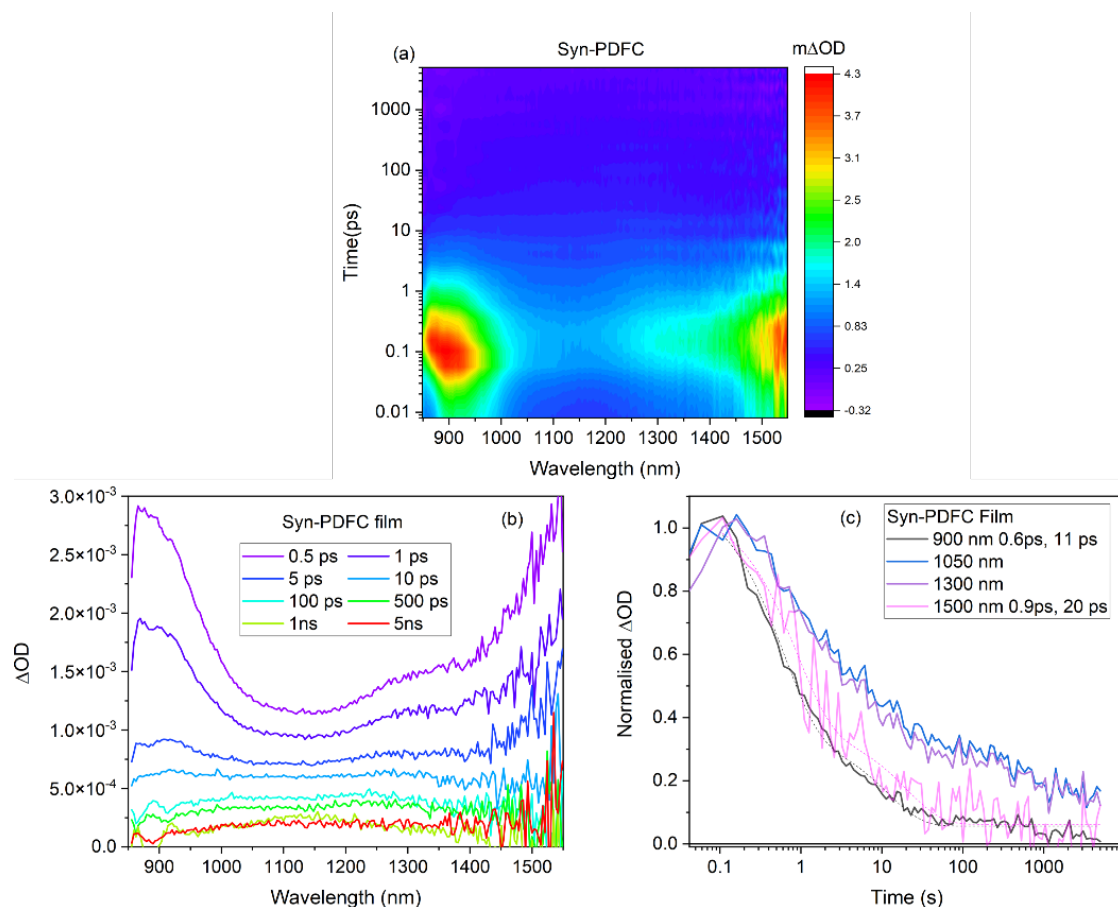 (a) Syn-PDFC mΔOD
4.3
3.7
3.1
2.6
2.0
1.4
0.83
0.25
-0.32
1000
100
10
1
0.1
0.01
Time(ps)
900 1000 1100 1200 1300 1400 1500
Wavelength (nm)
(b)
Syn-PDFC film
0.5 ps 1 ps
5 ps 10 ps
100 ps 500 ps
1ns 5ns
3.0×10⁻³
2.5×10⁻³
2.0×10⁻³
1.5×10⁻³
1.0×10⁻³
5.0×10⁻⁴
0.0
ΔOD
900 1000 1100 1200 1300 1400 1500
Wavelength (nm)
(c)
Syn-PDFC Film
900 nm 0.6ps, 11 ps
1050 nm
1300 nm
1500 nm 0.9ps, 20 ps
1.0
0.8
0.6
0.4
0.2
0.0
Normalised ΔOD
0.1 1 10 100 1000
Time (s)